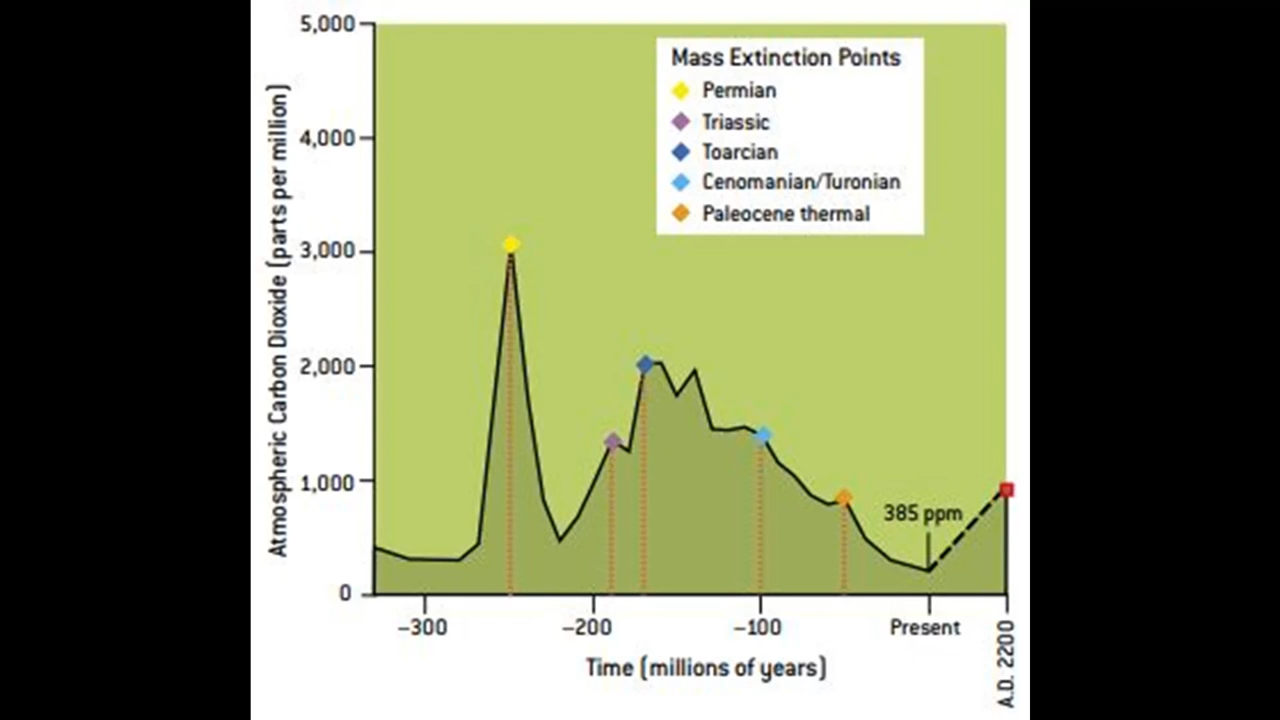 5,000
4,000
3,000
2,000
1,000
0
Atmospheric Carbon Dioxide (parts per million)
Mass Extinction Points
Permian
Triassic
Toarcian
Cenomanian/Turonian
Paleocene thermal
385 ppm
–300
–200
–100
Present
A.D. 2200
Time (millions of years)